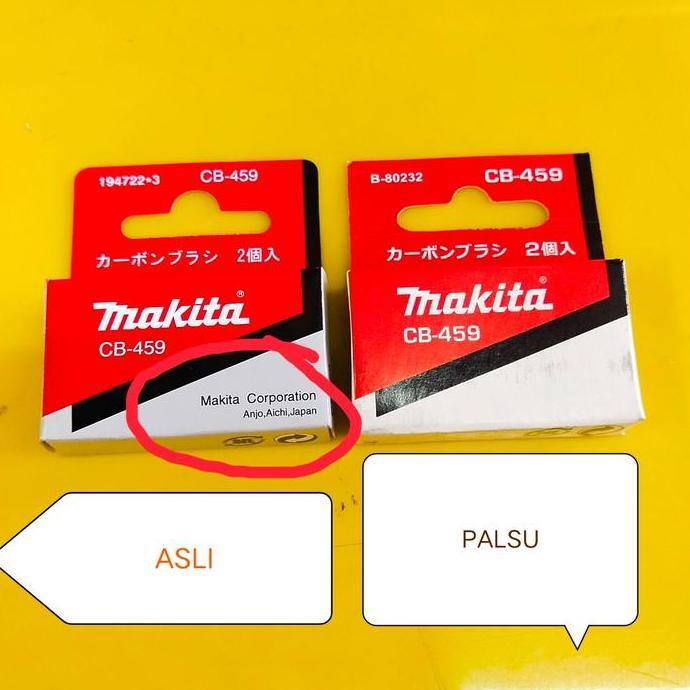 194722-3 CB-459
カーボンブラシ 2個入
makita®
CB-459
Makita Corporation
Anjo,Aichi,Japan
B-80232 CB-459
カーボンブラシ 2個入
makita®
CB-459
ASLI
PALSU